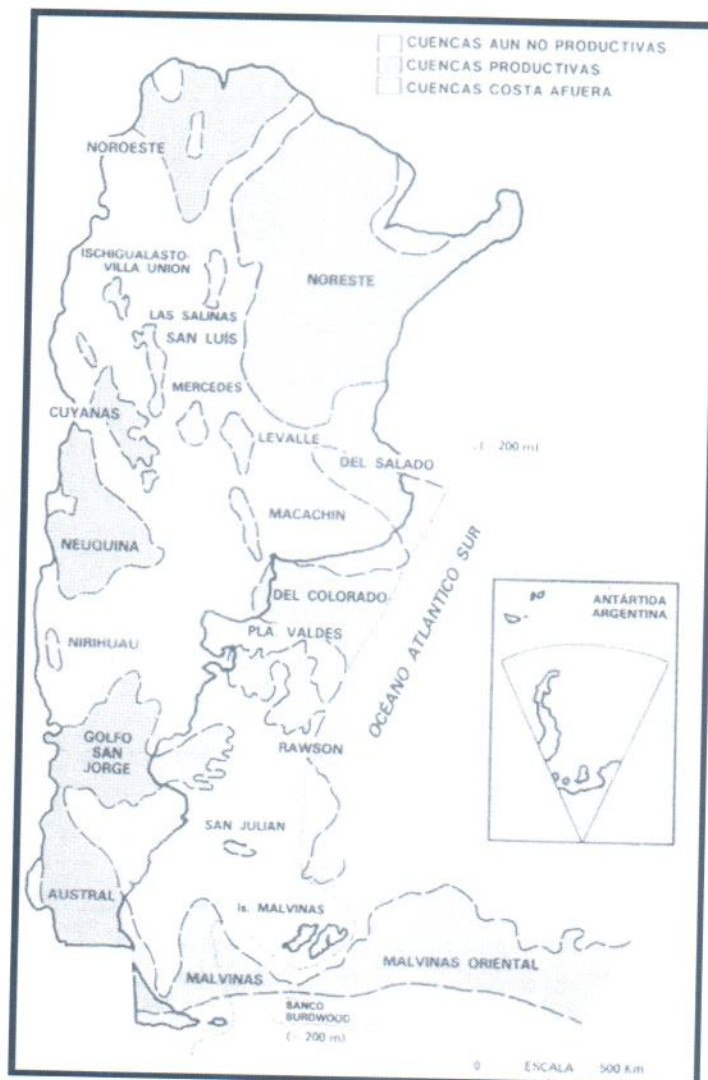 CUENCAS AUN NO PRODUCTIVAS
CUENCAS PRODUCTIVAS
CUENCAS COSTA AFUERA
NOROESTE
ISCHIGUALASTO-
VILLA UNION
NORESTE
LAS SALINAS
SAN LUÍS
MERCEDES
CUYANAS
LEVALLE
(- 200 m)
DEL SALADO
MACACHIN
NEUQUINA
OCÉANO ATLÁNTICO SUR
ANTÁRTIDA
ARGENTINA
DEL COLORADO
PLA. VALDES
NIRIHUAU
GOLFO
SAN
JORGE
RAWSON
SAN JULIAN
AUSTRAL
Is. MALVINAS
MALVINAS
MALVINAS ORIENTAL
BANCO
BURDWOOD
(- 200 m)
0 ESCALA 500 Km